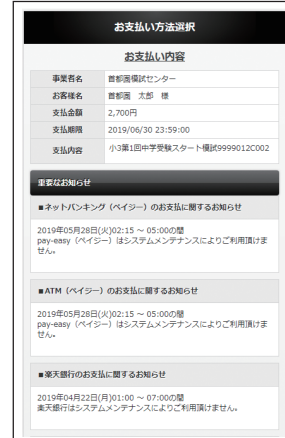 お支払い方法選択
お支払い内容
事業者名 首都圏模試センター
お客様名 首都圏 太郎 様
支払金額 2,700円
支払期限 2019/06/30 23:59:00
支払内容 小3第1回中学受験スタート模試9999012C002
重要なお知らせ
■ネットバンキング（ペイジー）のお支払に関するお知らせ
2019年05月28日(火)02:15 ～ 05:00の間
pay-easy（ペイジー）はシステムメンテナンスによりご利用頂けま
せん。
■ATM（ペイジー）のお支払に関するお知らせ
2019年05月28日(火)02:15 ～ 05:00の間
pay-easy（ペイジー）はシステムメンテナンスによりご利用頂けま
せん。
■楽天銀行のお支払に関するお知らせ
2019年04月22日(月)01:00 ～ 07:00の間
楽天銀行はシステムメンテナンスによりご利用頂けません。